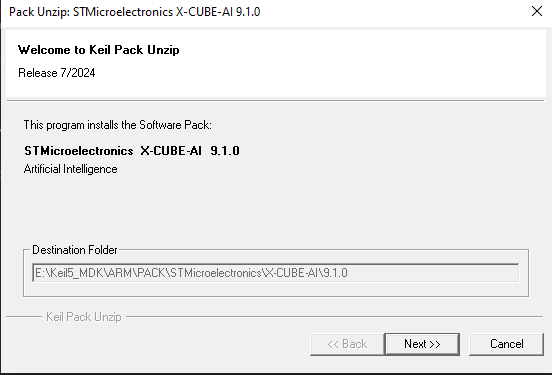 Pack Unzip: STMicroelectronics X-CUBE-AI 9.1.0
Welcome to Keil Pack Unzip
Release 7/2024
This program installs the Software Pack:
STMicroelectronics X-CUBE-AI 9.1.0
Artificial Intelligence
Destination Folder
E:\Keil5_MDK\ARM\PACK\STMicroelectronics\X-CUBE-AI\9.1.0
Keil Pack Unzip
<< Back Next >> Cancel